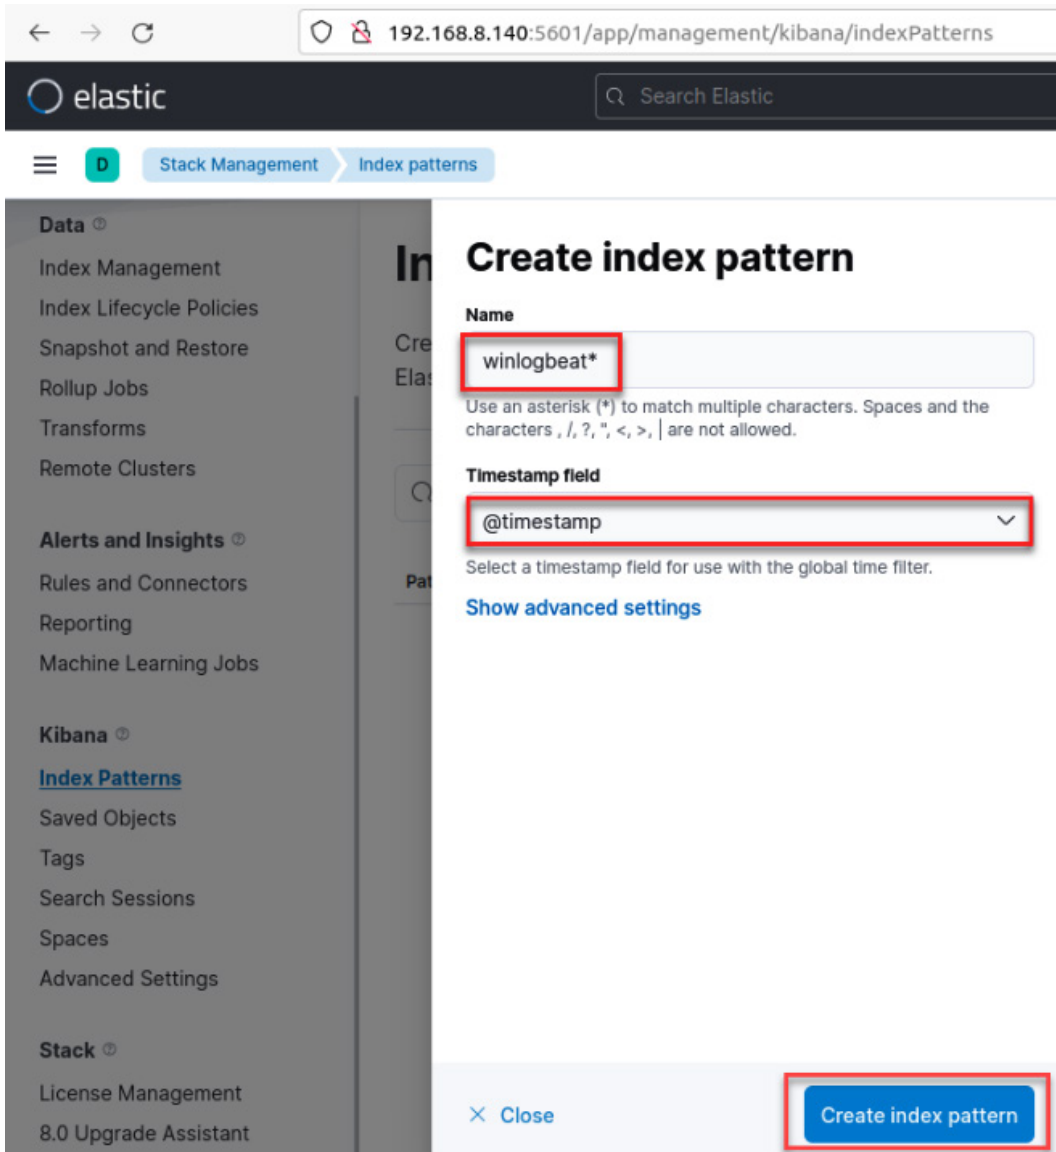 192.168.8.140:5601/app/management/kibana/indexPatterns
elastic
Search Elastic
D
Stack Management
Index patterns
Data
Index Management
Index Lifecycle Policies
Snapshot and Restore
Rollup Jobs
Transforms
Remote Clusters
Alerts and Insights
Rules and Connectors
Reporting
Machine Learning Jobs
Kibana
Index Patterns
Saved Objects
Tags
Search Sessions
Spaces
Advanced Settings
Stack
License Management
8.0 Upgrade Assistant
In
Cre
Elas
Pat
Create index pattern
Name
winlogbeat*
Use an asterisk (*) to match multiple characters. Spaces and the
characters , /, ?, ", <, >, | are not allowed.
Timestamp field
@timestamp
Select a timestamp field for use with the global time filter.
Show advanced settings
Close
Create index pattern